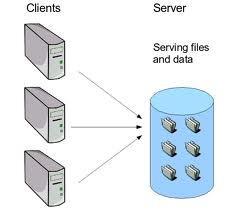 Clients
Server
Serving files
and data